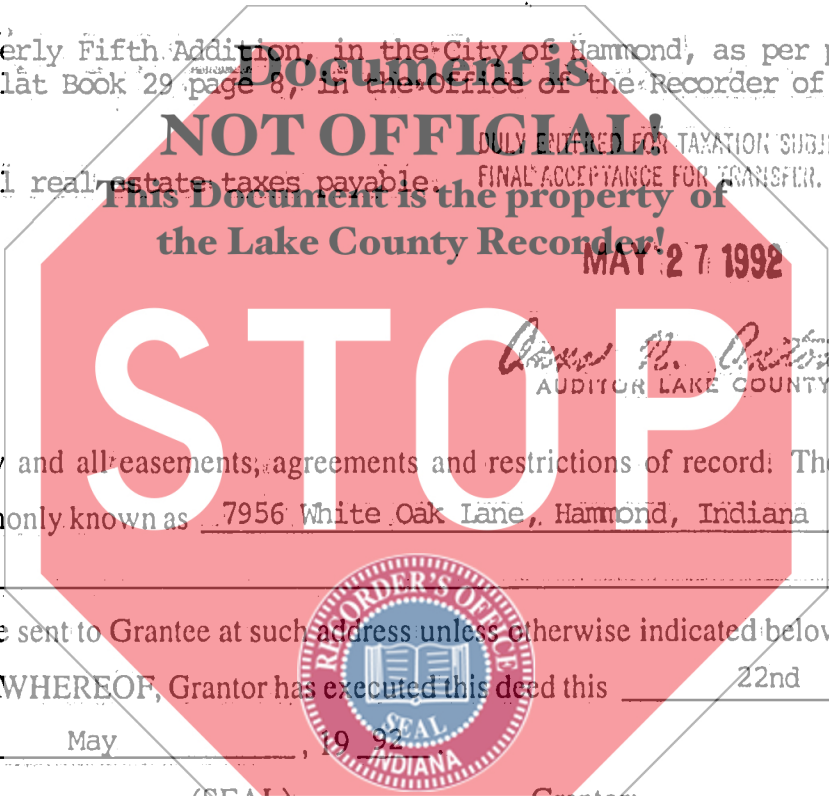 erly Fifth Addition, in the City of Hammond, as per p
lat Book 29 page 8, in the Office of the Recorder of
Document is
NOT OFFICIAL!
This Document is the property of
the Lake County Recorder!
DULY ENTERED FOR TAXATION SUBJ
FINAL ACCEPTANCE FOR TRANSFER.
l real estate taxes payable.
MAY 27 1992
STOP
AUDITOR LAKE COUNTY
y and all easements, agreements and restrictions of record. The
nonly known as 7956 White Oak Lane, Hammond, Indiana
e sent to Grantee at such address unless otherwise indicated below
WHEREOF, Grantor has executed this deed this 22nd
May, 19 92.
RECORDER'S OFFICE
SEAL
INDIANA
(SEAL) Grantor: